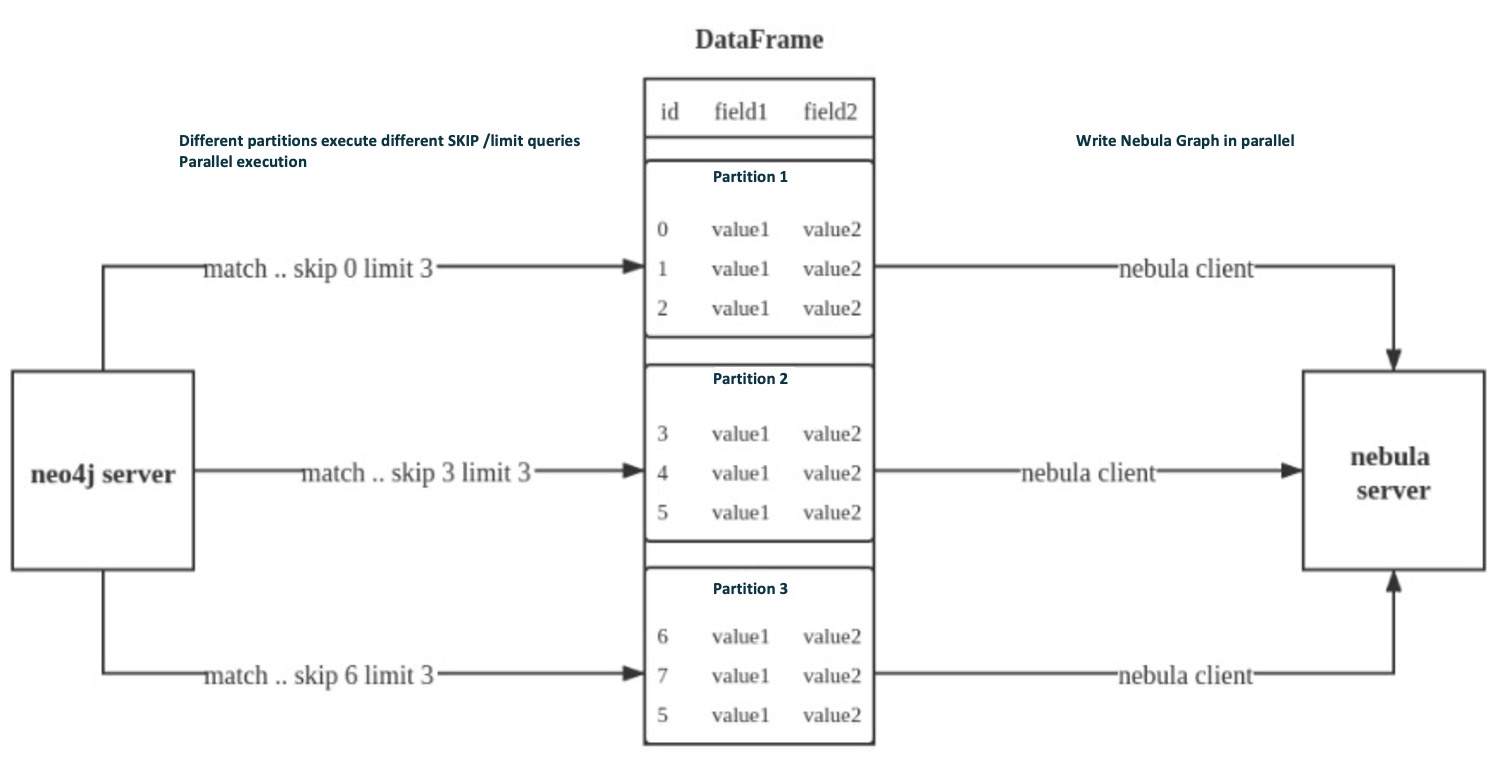 DataFrame
id field1 field2
Different partitions execute different SKIP /limit queries
Parallel execution
Write Nebula Graph in parallel
Partition 1
0 value1 value2
match .. skip 0 limit 3
1 value1 value2
nebula client
2 value1 value2
Partition 2
3 value1 value2
neo4j server
match .. skip 3 limit 3
4 value1 value2
nebula client
nebula
server
5 value1 value2
Partition 3
6 value1 value2
match .. skip 6 limit 3
7 value1 value2
nebula client
5 value1 value2